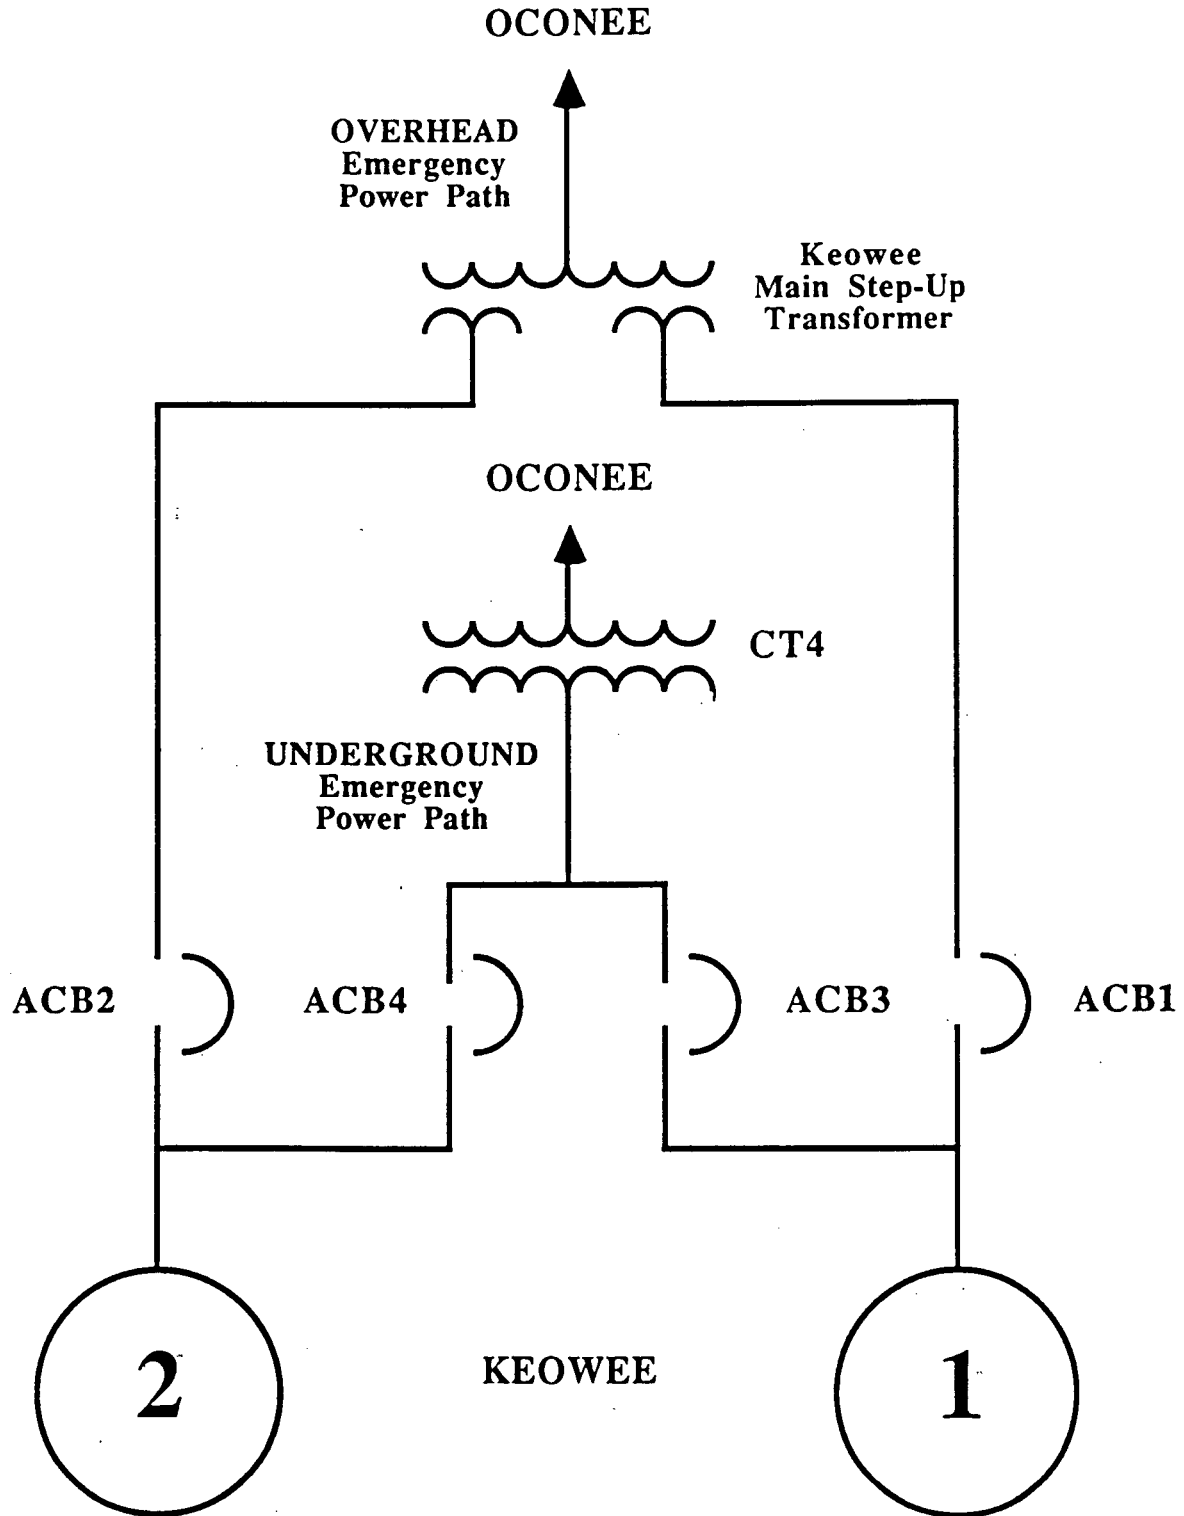 OCONEE
OVERHEAD
Emergency
Power Path
Keowee
Main Step-Up
Transformer
OCONEE
CT4
UNDERGROUND
Emergency
Power Path
ACB2
ACB4
ACB3
ACB1
2
KEOWEE
1